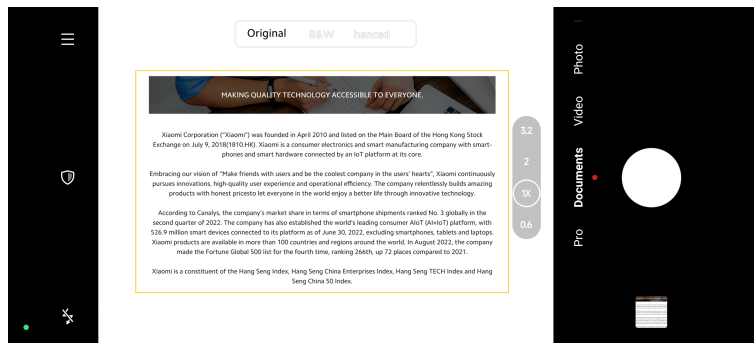 Original B&W hanced
MAKING QUALITY TECHNOLOGY ACCESSIBLE TO EVERYONE.
Xiaomi Corporation ("Xiaomi") was founded in April 2010 and listed on the Main Board of the Hong Kong Stock
Exchange on July 9, 2018(1810.HK). Xiaomi is a consumer electronics and smart manufacturing company with smart-
phones and smart hardware connected by an IoT platform at its core.
Embracing our vision of "Make friends with users and be the coolest company in the users' hearts", Xiaomi continuously
pursues innovations, high-quality user experience and operational efficiency. The company relentlessly builds amazing
products with honest pricesto let everyone in the world enjoy a better life through innovative technology.
According to Canalys, the company's market share in terms of smartphone shipments ranked No. 3 globally in the
second quarter of 2022. The company has also established the world's leading consumer AIoT (AI+IoT) platform, with
526.9 million smart devices connected to its platform as of June 30, 2022, excluding smartphones, tablets and laptops.
Xiaomi products are available in more than 100 countries and regions around the world. In August 2022, the company
made the Fortune Global 500 list for the fourth time, ranking 266th, up 72 places compared to 2021.
Xiaomi is a constituent of the Hang Seng Index, Hang Seng China Enterprises Index, Hang Seng TECH Index and Hang
Seng China 50 Index.
3.2
2
1X
0.6
Photo
Video
Documents
Pro